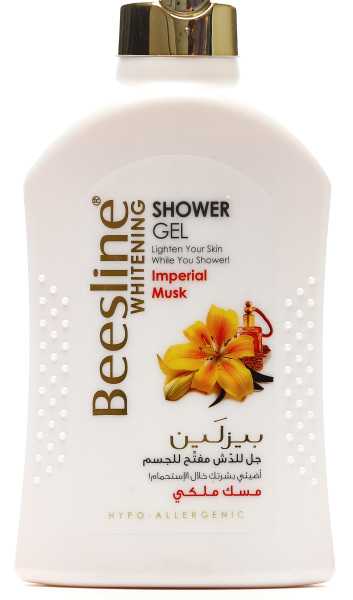 Beesline®
WHITENING
SHOWER
GEL
Lighten Your Skin
While You Shower!
Imperial
Musk
بيزلَين
جل للدّش مفتّح للجسم
أضيئي بشرتكِ خلال الإستحمام!
مسك ملكي
HYPO-ALLERGENIC